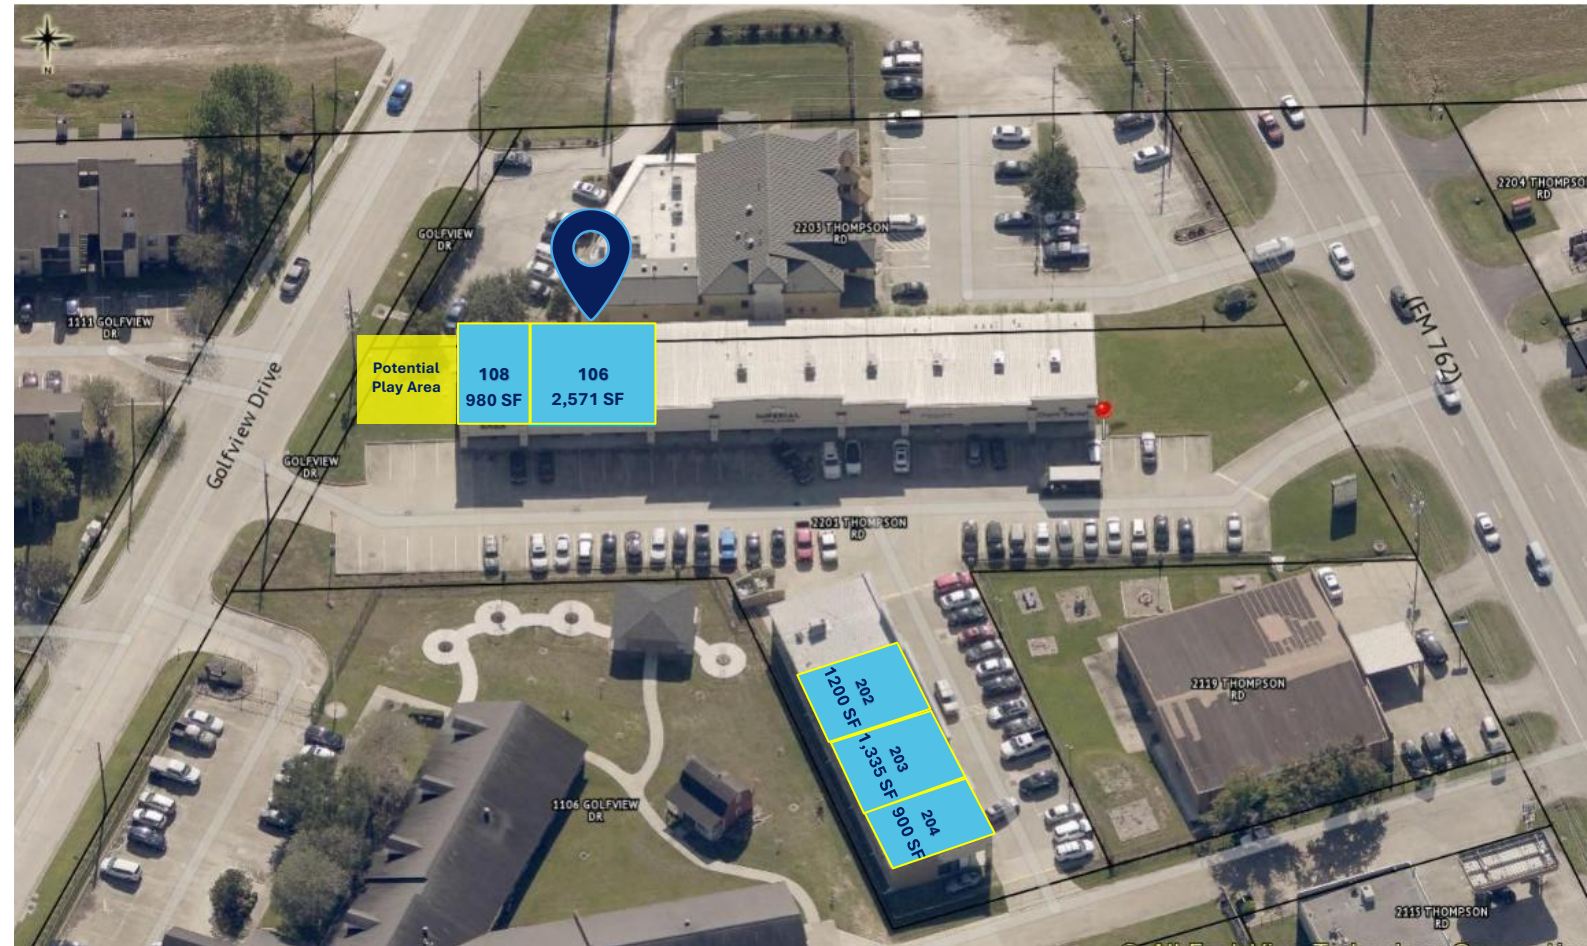 N
2204 THOMPSO
RD
GOLFVIEW
DR
2203 THOMPSON
RD
1111 GOLFVIEW
DR
(FM 762)
Potential
Play Area
108
980 SF
106
2,571 SF
IMPERIAL
Golfview Drive
GOLFVIEW
DR
2201 THOMPSON
RD
202
1200 SF
203
1,335 SF
204
900 SF
2119 THOMPSON
RD
1106 GOLFVIEW
DR
2115 THOMPSON
RD